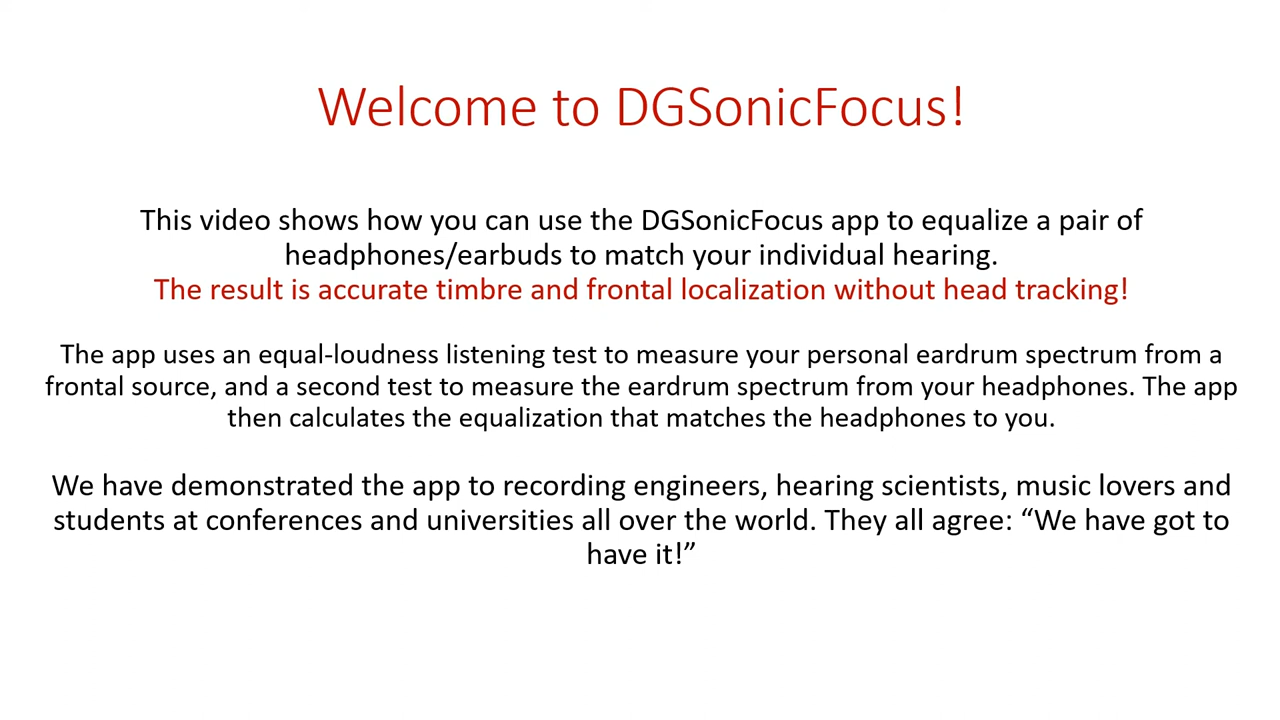 Welcome to DGSonicFocus!
This video shows how you can use the DGSonicFocus app to equalize a pair of
headphones/earbuds to match your individual hearing.
The result is accurate timbre and frontal localization without head tracking!
The app uses an equal-loudness listening test to measure your personal eardrum spectrum from a
frontal source, and a second test to measure the eardrum spectrum from your headphones. The app
then calculates the equalization that matches the headphones to you.
We have demonstrated the app to recording engineers, hearing scientists, music lovers and
students at conferences and universities all over the world. They all agree: “We have got to
have it!”